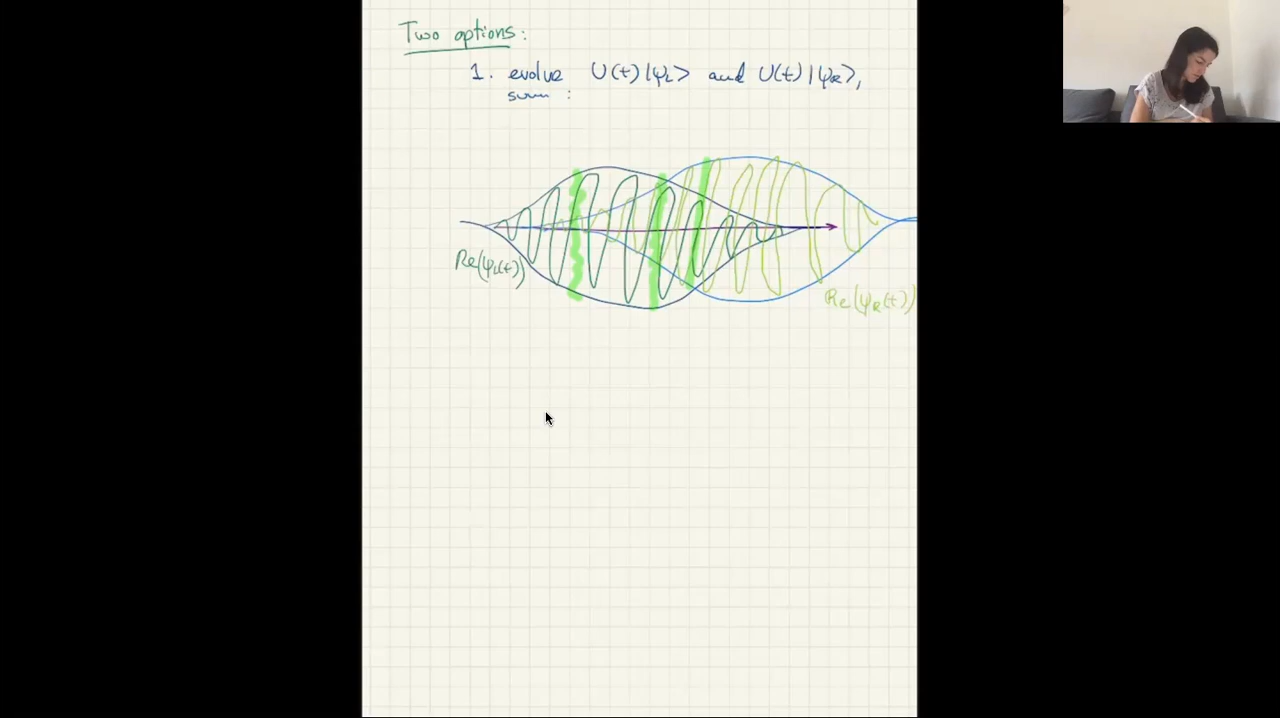 Two options:
1. evolve U(t)|ψL> and U(t)|ψR>,
sum :
Re(ψL(t))
Re(ψR(t))